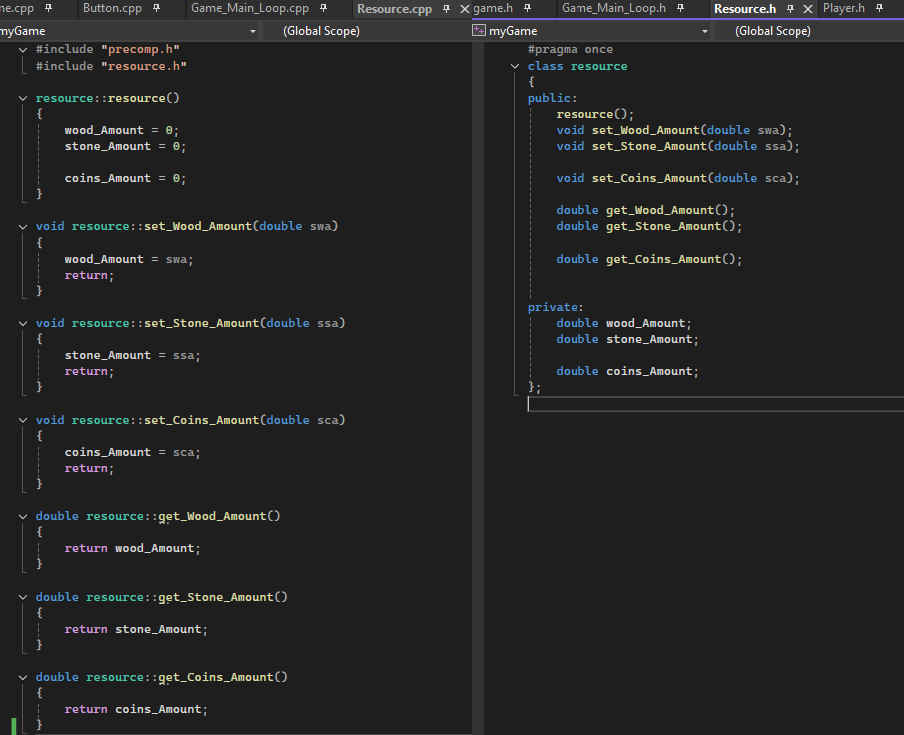 ne.cpp Button.cpp Game_Main_Loop.cpp Resource.cpp
nyGame (Global Scope)
#include "precomp.h"
#include "resource.h"
resource::resource()
{
wood_Amount = 0;
stone_Amount = 0;
coins_Amount = 0;
}
void resource::set_Wood_Amount(double swa)
{
wood_Amount = swa;
return;
}
void resource::set_Stone_Amount(double ssa)
{
stone_Amount = ssa;
return;
}
void resource::set_Coins_Amount(double sca)
{
coins_Amount = sca;
return;
}
double resource::get_Wood_Amount()
{
return wood_Amount;
}
double resource::get_Stone_Amount()
{
return stone_Amount;
}
double resource::get_Coins_Amount()
{
return coins_Amount;
}
game.h Game_Main_Loop.h Resource.h Player.h
myGame (Global Scope)
#pragma once
class resource
{
public:
resource();
void set_Wood_Amount(double swa);
void set_Stone_Amount(double ssa);
void set_Coins_Amount(double sca);
double get_Wood_Amount();
double get_Stone_Amount();
double get_Coins_Amount();
private:
double wood_Amount;
double stone_Amount;
double coins_Amount;
};